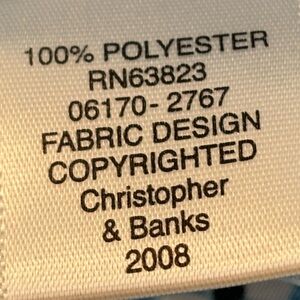 100% POLYESTER
RN63823
06170-2767
FABRIC DESIGN
COPYRIGHTED
Christopher
& Banks
2008